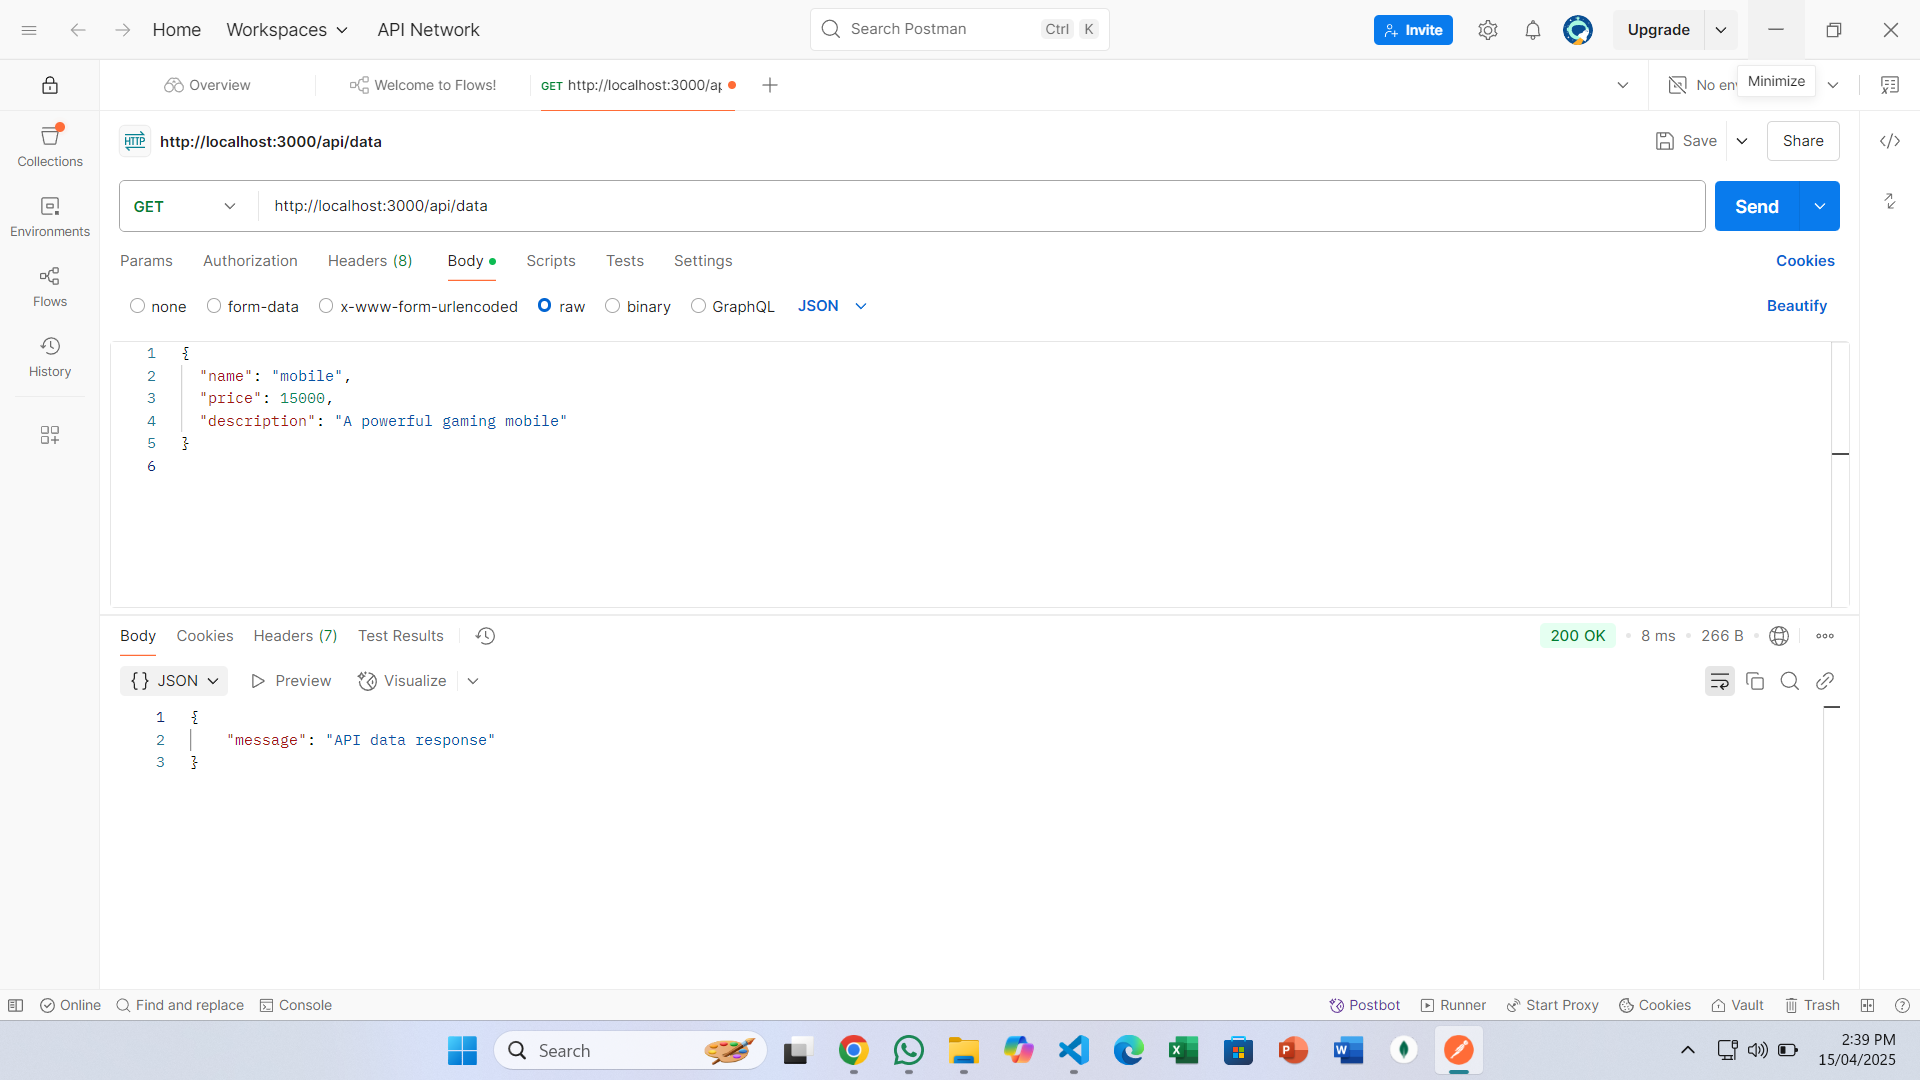 Home
Workspaces
API Network
Search Postman
Ctrl
K
Invite
Upgrade
Overview
Welcome to Flows!
GET http://localhost:3000/ap
No env
Minimize
HTTP
http://localhost:3000/api/data
Save
Share
Collections
Environments
Flows
History
GET
http://localhost:3000/api/data
Send
Params
Authorization
Headers (8)
Body
Scripts
Tests
Settings
Cookies
none
form-data
x-www-form-urlencoded
raw
binary
GraphQL
JSON
Beautify
1 {
2 "name": "mobile",
3 "price": 15000,
4 "description": "A powerful gaming mobile"
5 }
6
Body
Cookies
Headers (7)
Test Results
200 OK
8 ms
266 B
{} JSON
Preview
Visualize
1 {
2 "message": "API data response"
3 }
Online
Find and replace
Console
Postbot
Runner
Start Proxy
Cookies
Vault
Trash
Search
2:39 PM
15/04/2025